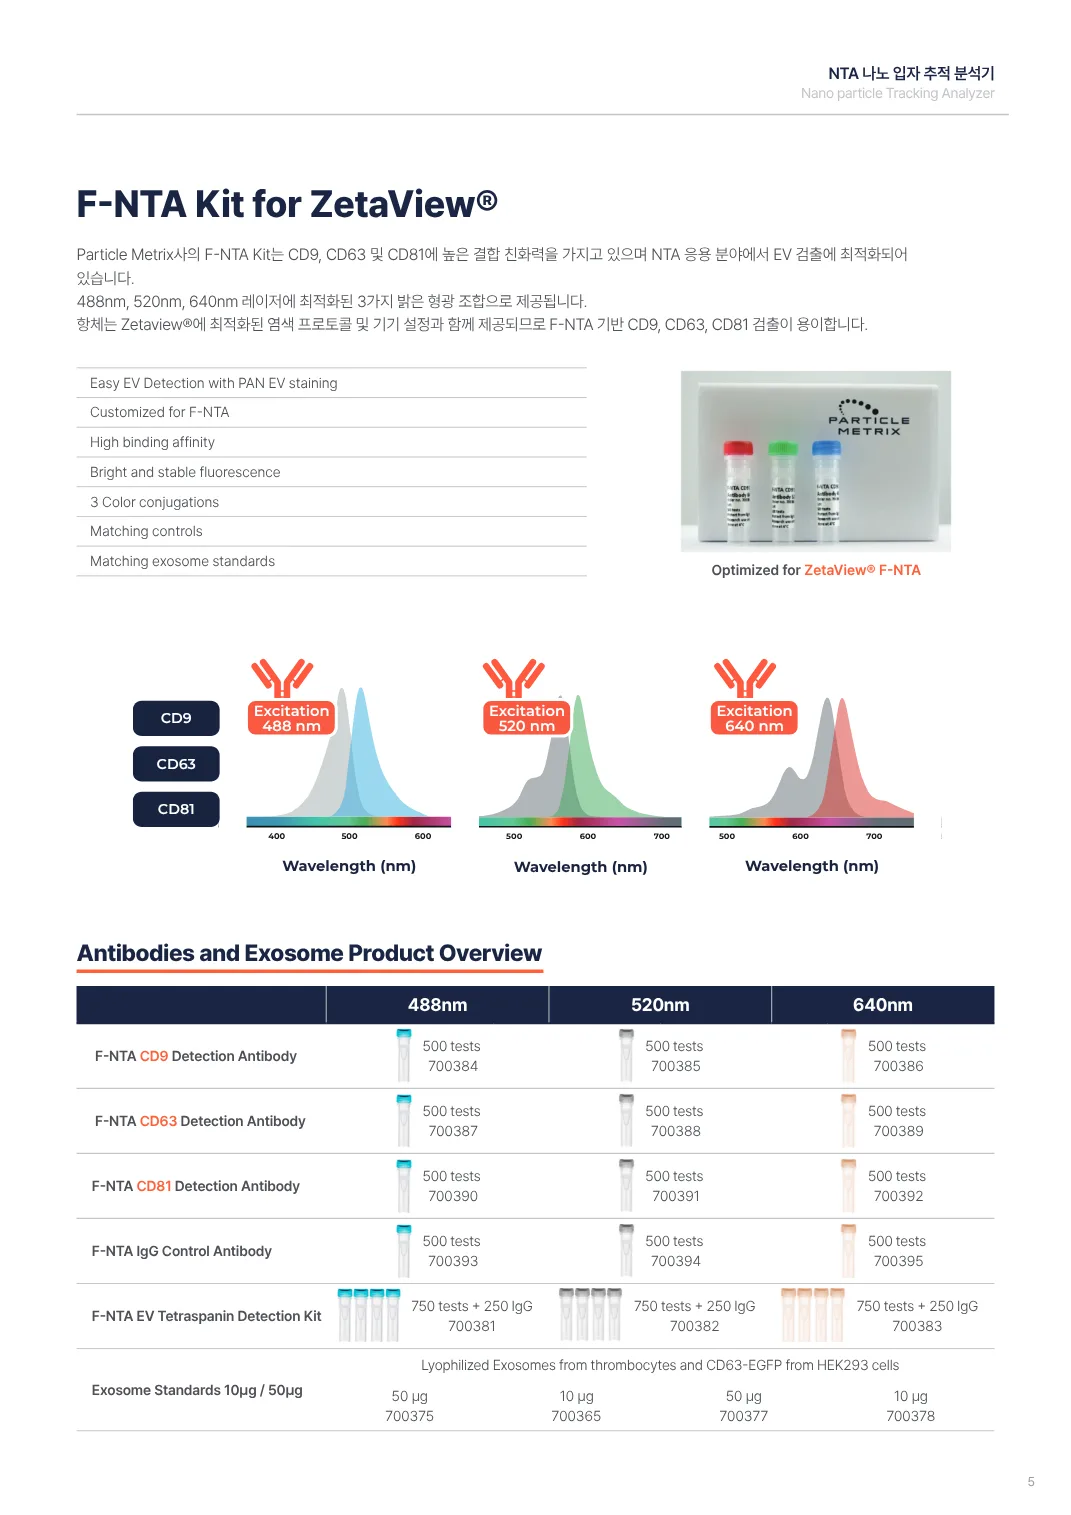 NTA 나노 입자 추적 분석기
Nano particle Tracking Analyzer
F-NTA Kit for ZetaView®
Particle Metrix사의 F-NTA Kit는 CD9, CD63 및 CD81에 높은 결합 친화력을 가지고 있으며 NTA 응용 분야에서 EV 검출에 최적화되어
있습니다.
488nm, 520nm, 640nm 레이저에 최적화된 3가지 밝은 형광 조합으로 제공됩니다.
항체는 Zetaview®에 최적화된 염색 프로토콜 및 기기 설정과 함께 제공되므로 F-NTA 기반 CD9, CD63, CD81 검출이 용이합니다.
Easy EV Detection with PAN EV staining
Customized for F-NTA
High binding affinity
Bright and stable fluorescence
3 Color conjugations
Matching controls
Matching exosome standards
PARTICLE
METRIX
Optimized for ZetaView® F-NTA
CD9
CD63
CD81
Excitation
488 nm
400 500 600
Wavelength (nm)
Excitation
520 nm
500 600 700
Wavelength (nm)
Excitation
640 nm
500 600 700
Wavelength (nm)
Antibodies and Exosome Product Overview
488nm 520nm 640nm
F-NTA CD9 Detection Antibody
500 tests 500 tests 500 tests
700384 700385 700386
F-NTA CD63 Detection Antibody
500 tests 500 tests 500 tests
700387 700388 700389
F-NTA CD81 Detection Antibody
500 tests 500 tests 500 tests
700390 700391 700392
F-NTA IgG Control Antibody
500 tests 500 tests 500 tests
700393 700394 700395
F-NTA EV Tetraspanin Detection Kit
750 tests + 250 IgG 750 tests + 250 IgG 750 tests + 250 IgG
700381 700382 700383
Exosome Standards 10µg / 50µg
Lyophilized Exosomes from thrombocytes and CD63-EGFP from HEK293 cells
50 µg 10 µg 50 µg 10 µg
700375 700365 700377 700378
5